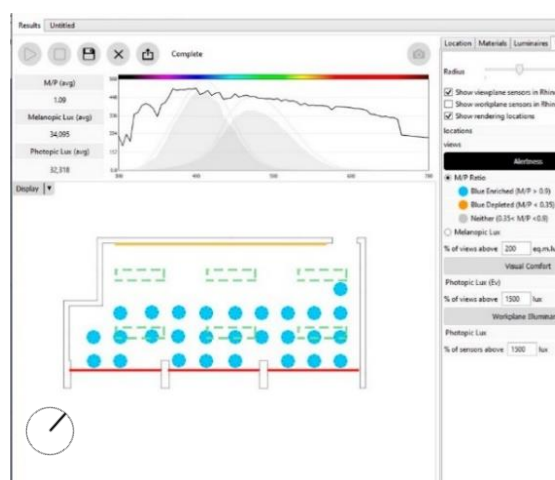 Results Untitled
Complete
M/P (avg)
1.09
Melanopic Lux (avg)
34,095
Photopic Lux (avg)
32,318
Display
Location Materials Luminaires
Radius
Show viewplane sensors in Rhino
Show workplane sensors in Rhin
Show rendering locations
locations
views
Alertness
M/P Ratio
Blue Enriched (M/P > 0.9)
Blue Depleted (M/P < 0.35)
Neither (0.35< M/P <0.9)
Melanopic Lux
% of views above 200 eq.m.lu
Visual Comfort
Photopic Lux (Ev)
% of views above 1500 lux
Workplane Illuminan
Photopic Lux
% of sensors above 1500 lux